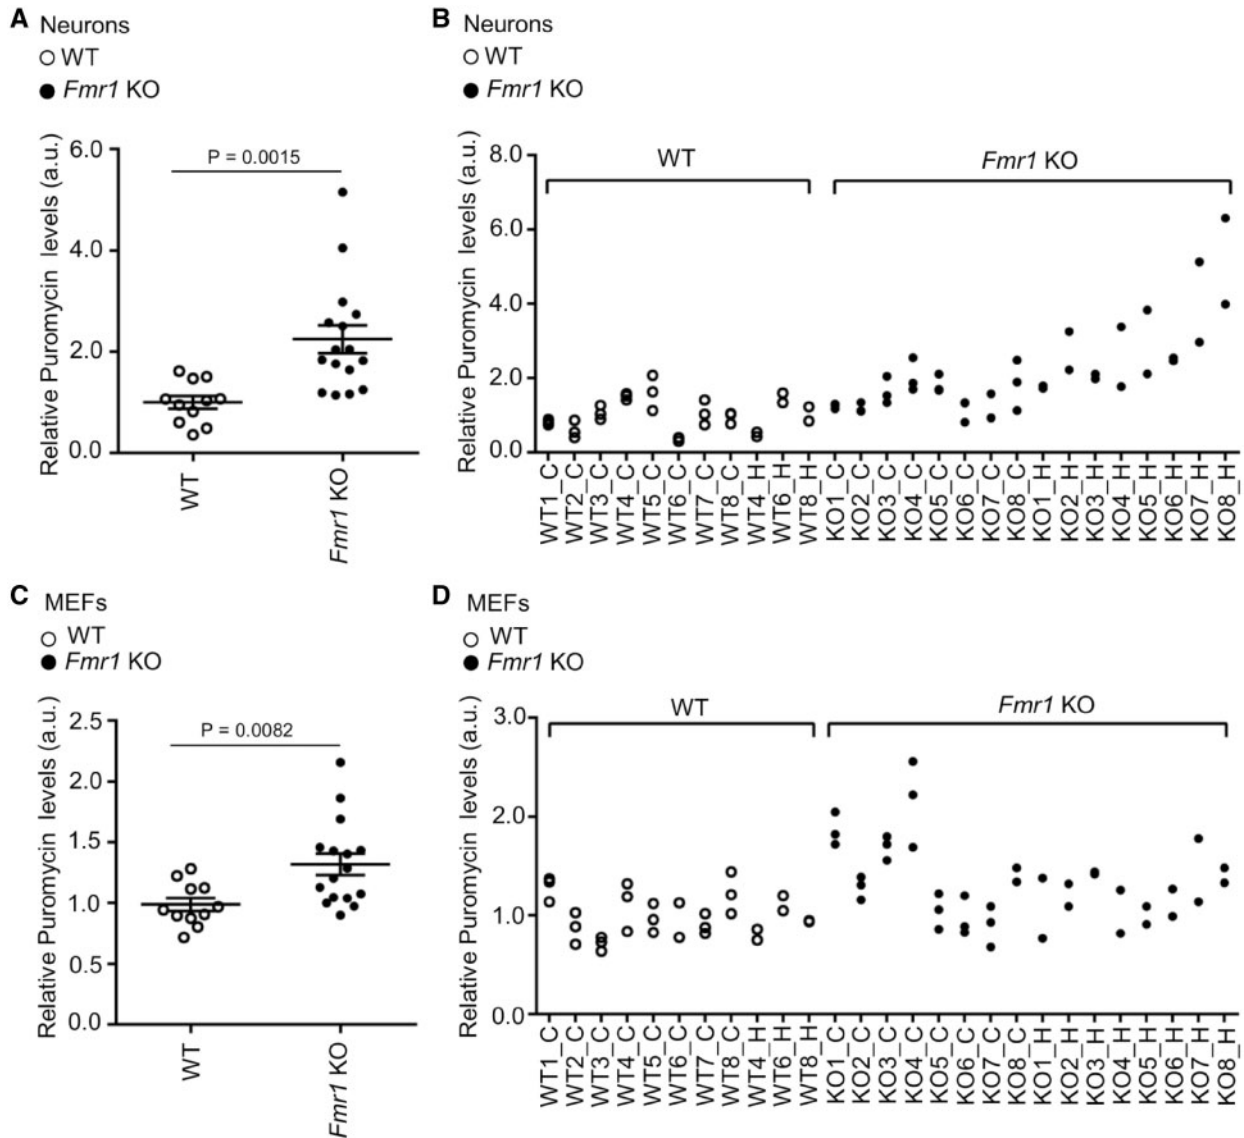 A Neurons
WT
Fmr1 KO
Relative Puromycin levels (a.u.)
6.0
4.0
2.0
0.0
P = 0.0015
WT
Fmr1 KO
B Neurons
WT
Fmr1 KO
Relative Puromycin levels (a.u.)
8.0
6.0
4.0
2.0
0.0
WT
Fmr1 KO
WT1_C
WT2_C
WT3_C
WT4_C
WT5_C
WT6_C
WT7_C
WT8_C
WT4_H
WT6_H
WT8_H
KO1_C
KO2_C
KO3_C
KO4_C
KO5_C
KO6_C
KO7_C
KO8_C
KO1_H
KO2_H
KO3_H
KO4_H
KO5_H
KO6_H
KO7_H
KO8_H
C MEFs
WT
Fmr1 KO
Relative Puromycin levels (a.u.)
2.5
2.0
1.5
1.0
0.5
0.0
P = 0.0082
WT
Fmr1 KO
D MEFs
WT
Fmr1 KO
Relative Puromycin levels (a.u.)
3.0
2.0
1.0
0.0
WT
Fmr1 KO
WT1_C
WT2_C
WT3_C
WT4_C
WT5_C
WT6_C
WT7_C
WT8_C
WT4_H
WT6_H
WT8_H
KO1_C
KO2_C
KO3_C
KO4_C
KO5_C
KO6_C
KO7_C
KO8_C
KO1_H
KO2_H
KO3_H
KO4_H
KO5_H
KO6_H
KO7_H
KO8_H